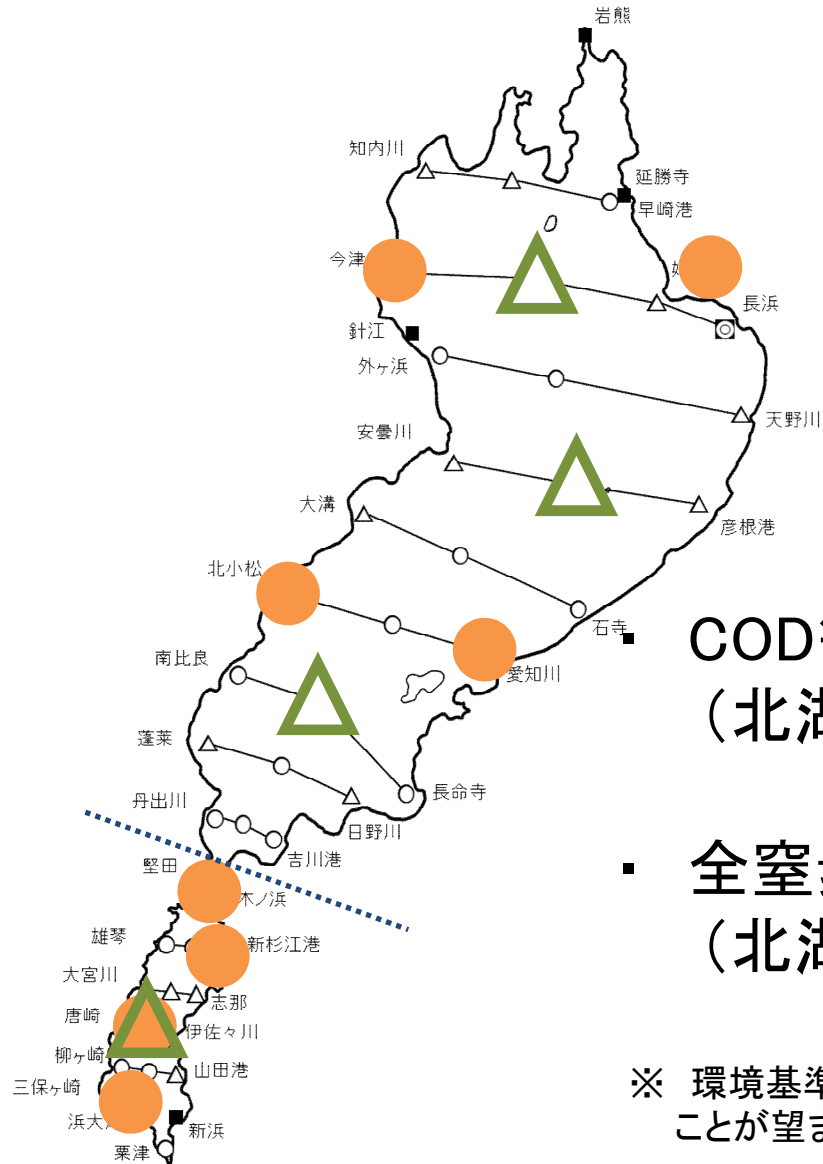 岩熊
知内川
延勝寺
早崎港
今津
長浜
針江
外ヶ浜
天野川
安曇川
大溝
彦根港
北小松
石寺
愛知川
南比良
蓬莱
長命寺
丹出川
日野川
吉川港
堅田
木ノ浜
雄琴
新杉江港
大宮川
志那
唐崎
伊佐々川
柳ヶ崎
山田港
三保ヶ崎
浜大
新浜
粟津
▪ COD
（北湖
▪ 全窒
（北湖
※ 環境基準
ことが望ま